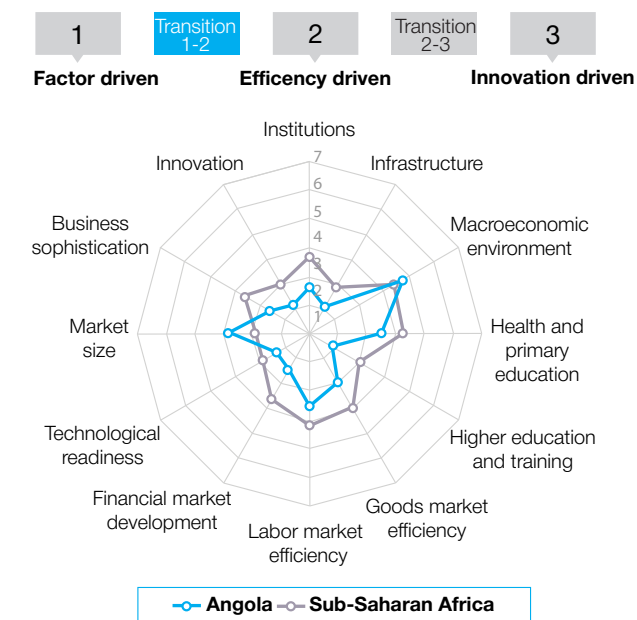 1
Transition
1-2
2
Transition
2-3
3
Factor driven
Efficency driven
Innovation driven
Institutions
Innovation
Infrastructure
Business
sophistication
Macroeconomic
environment
Market
size
Health and
primary
education
Technological
readiness
Higher education
and training
Financial market
development
Goods market
efficiency
Labor market
efficiency
7
6
5
4
3
2
1
Angola Sub-Saharan Africa